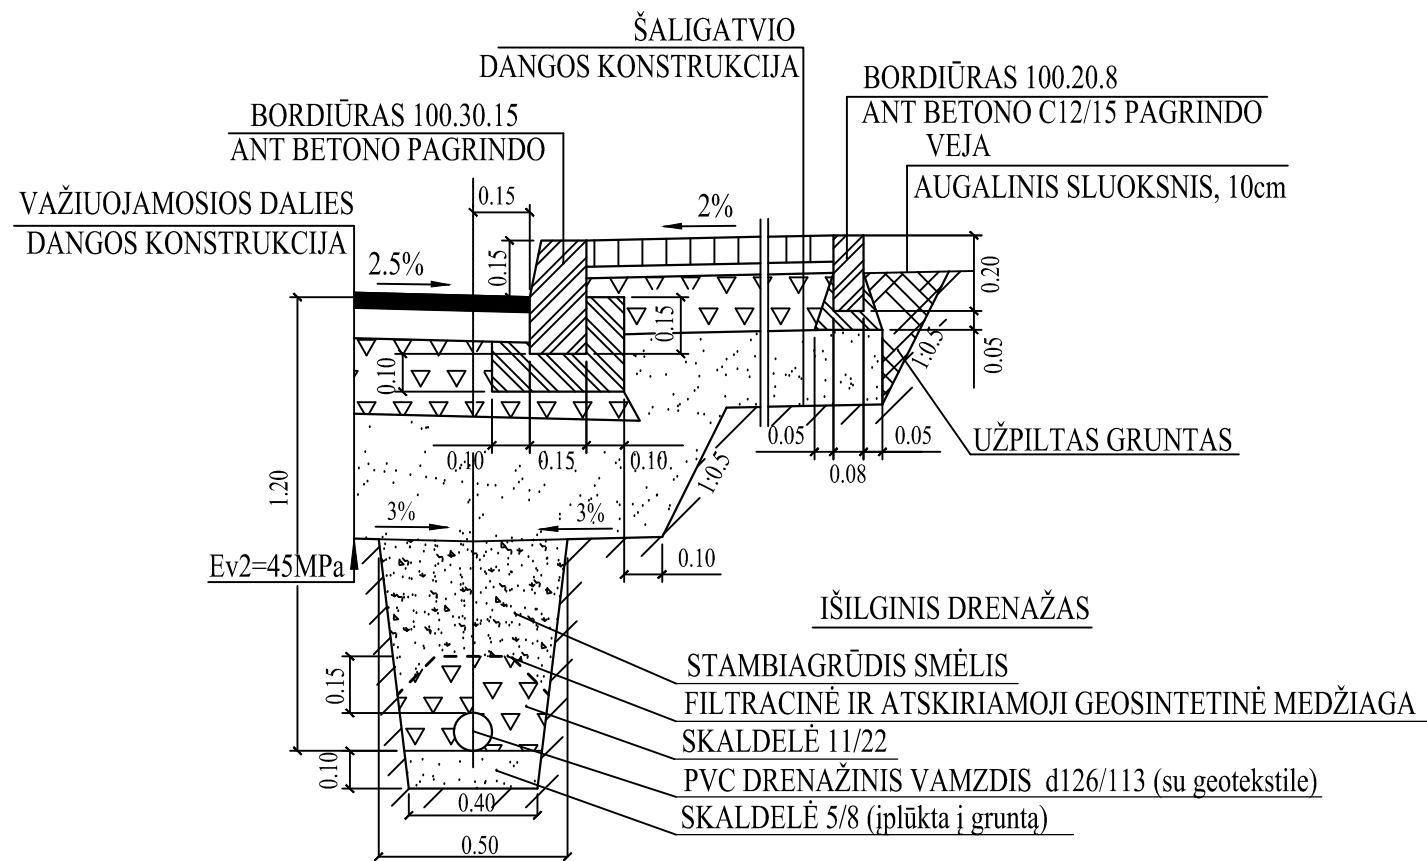 ŠALIGATVIO
DANGOS KONSTRUKCIJA
BORDIŪRAS 100.20.8
ANT BETONO C12/15 PAGRINDO
VEJA
AUGALINIS SLUOKSNIS, 10cm
BORDIŪRAS 100.30.15
ANT BETONO PAGRINDO
VAŽIUOJAMOSIOS DALIES
DANGOS KONSTRUKCIJA
0.15
2%
2.5%
0.15
0.20
0.15
0.05
1:0.5
0.10
0.10
0.15
0.10
0.05
0.08
0.05
UŽPILTAS GRUNTAS
1:0.5
1.20
3%
3%
0.10
Ev2=45MPa
IŠILGINIS DRENAŽAS
STAMBIAGRŪDIS SMĖLIS
FILTRACINĖ IR ATSKIRIAMOJI GEOSINTETINĖ MEDŽIAGA
SKALDELĖ 11/22
PVC DRENAŽINIS VAMZDIS d126/113 (su geotekstile)
SKALDELĖ 5/8 (įplūkta į gruntą)
0.15
0.10
0.40
0.50